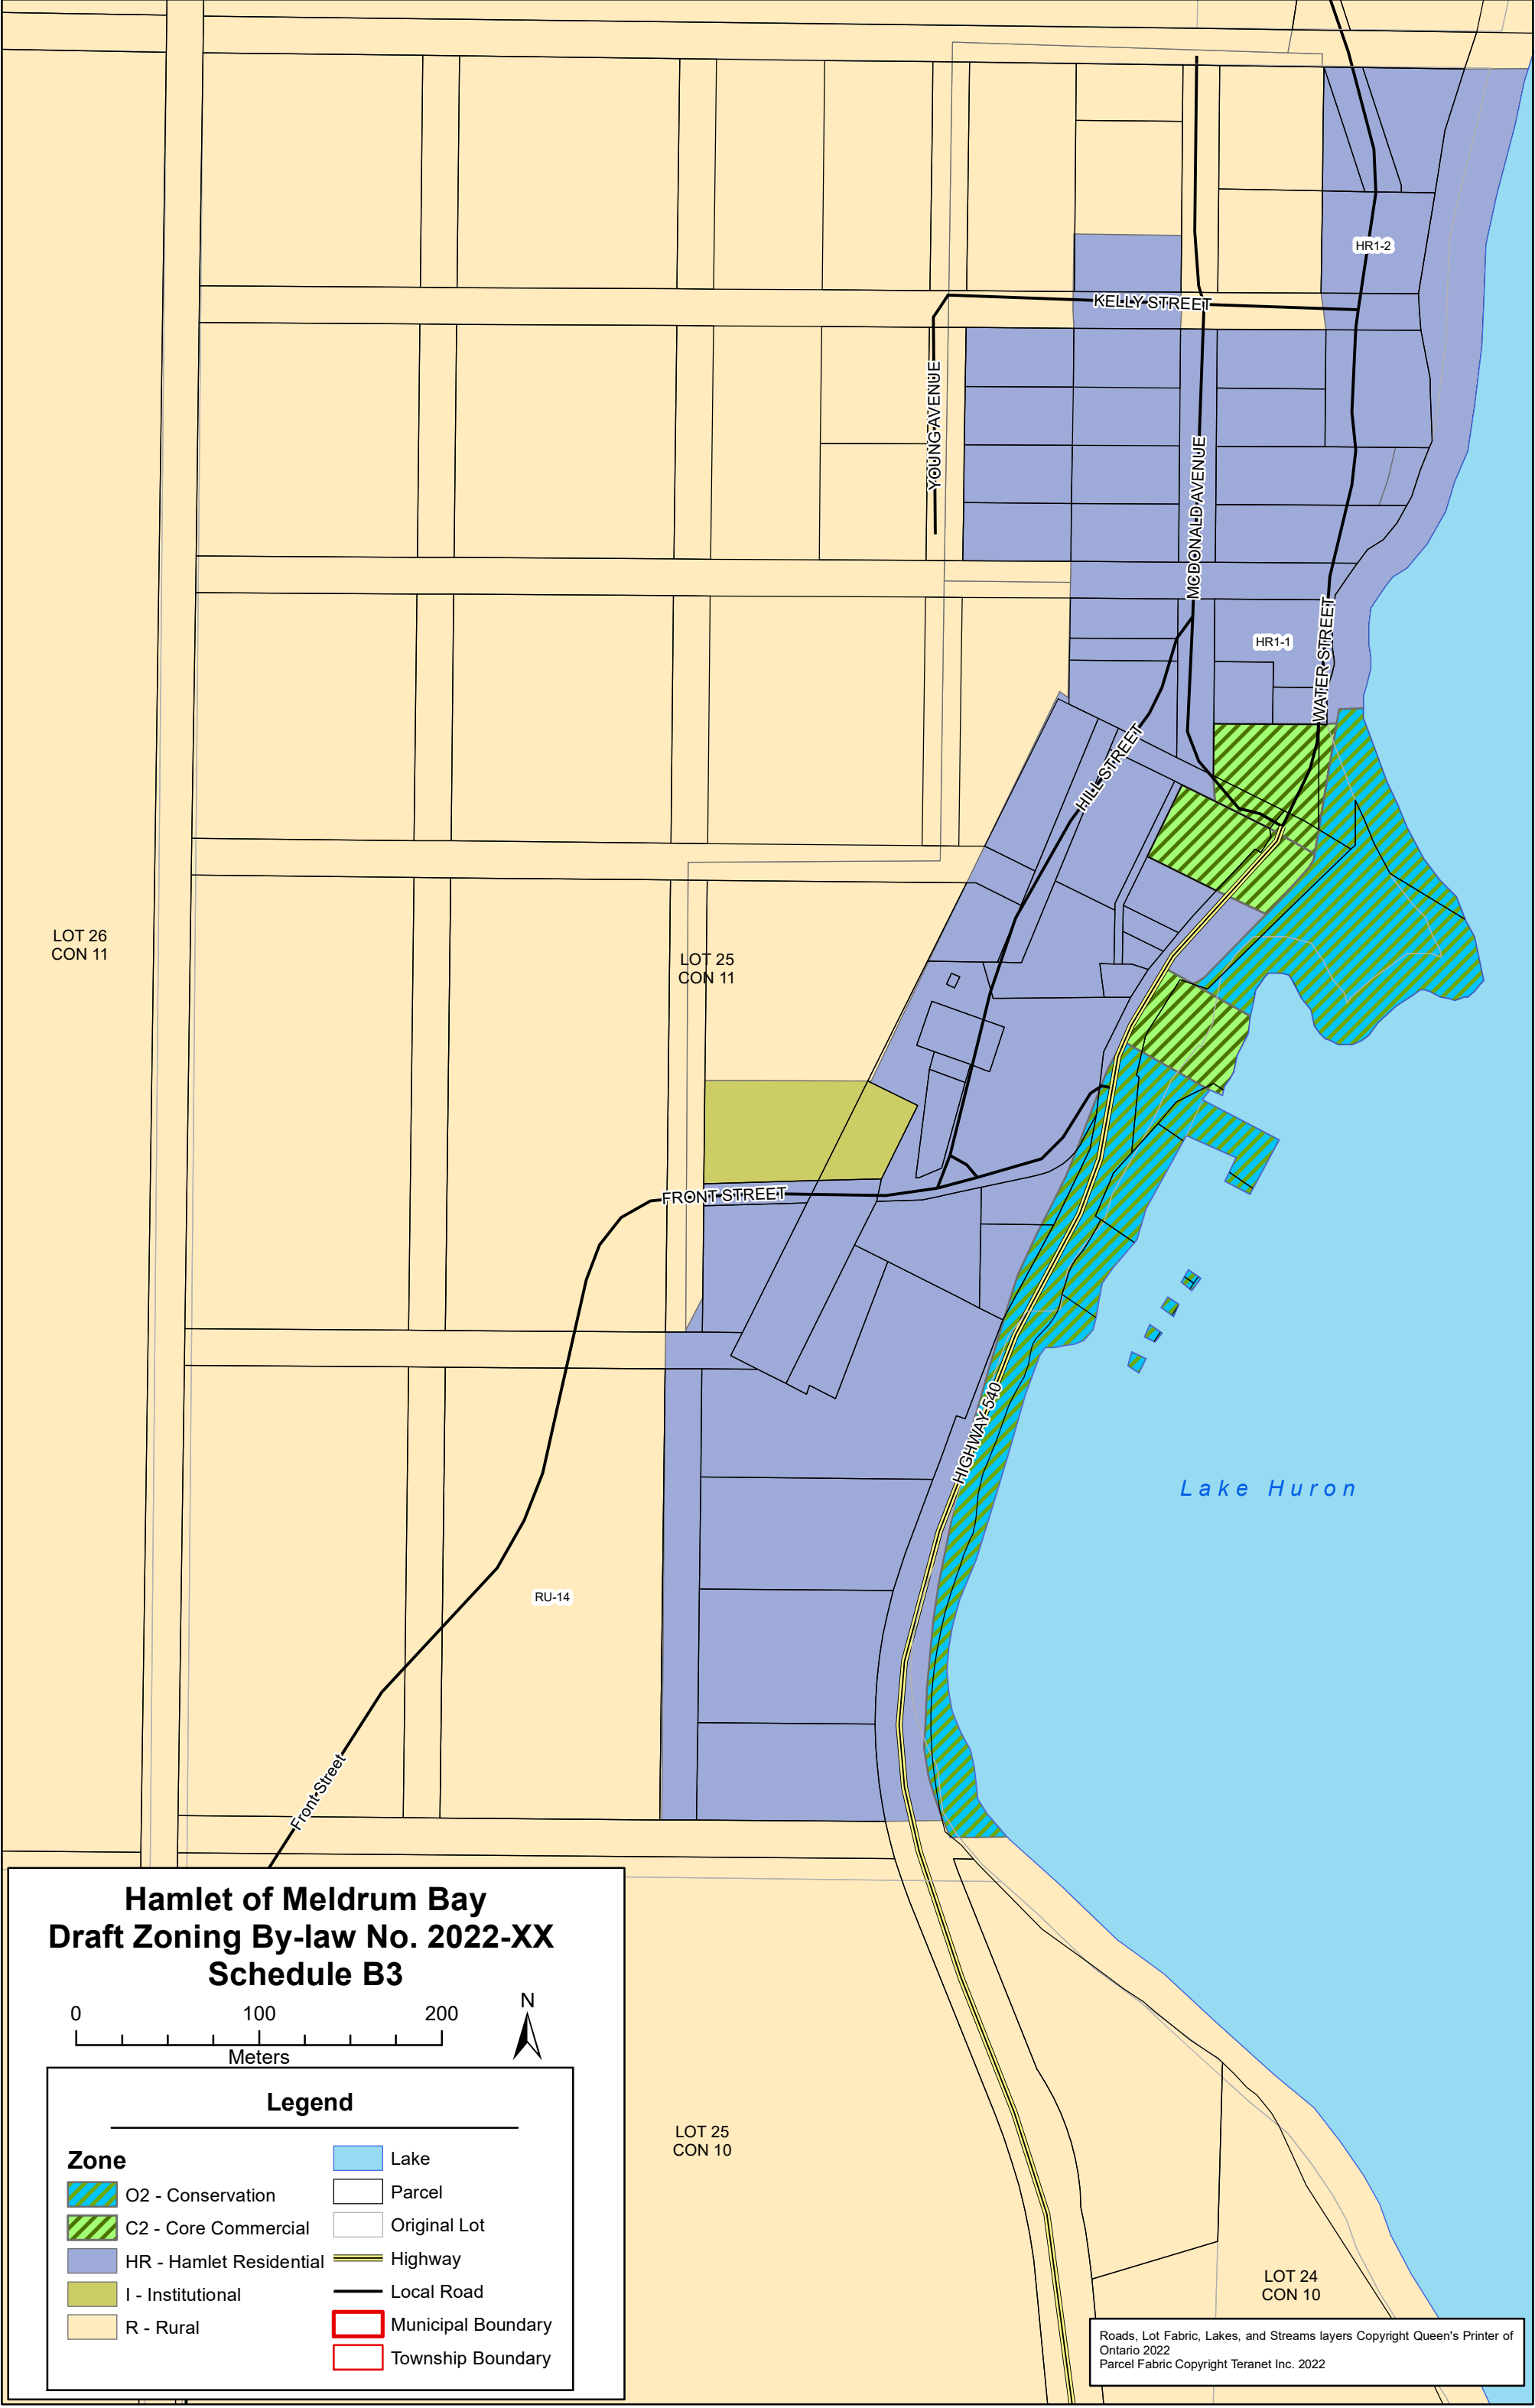 HR1-2
KELLY STREET
YOUNG AVENUE
MCDONALD AVENUE
WATER STREET
HR1-1
HILL STREET
LOT 26
CON 11
LOT 25
CON 11
FRONT STREET
HIGHWAY 540
Lake Huron
RU-14
Front Street
Hamlet of Meldrum Bay
Draft Zoning By-law No. 2022-XX
Schedule B3
0 100 200
Meters
N
Legend
Zone
O2 - Conservation
C2 - Core Commercial
HR - Hamlet Residential
I - Institutional
R - Rural
Lake
Parcel
Original Lot
Highway
Local Road
Municipal Boundary
Township Boundary
LOT 25
CON 10
LOT 24
CON 10
Roads, Lot Fabric, Lakes, and Streams layers Copyright Queen's Printer of
Ontario 2022
Parcel Fabric Copyright Teranet Inc. 2022